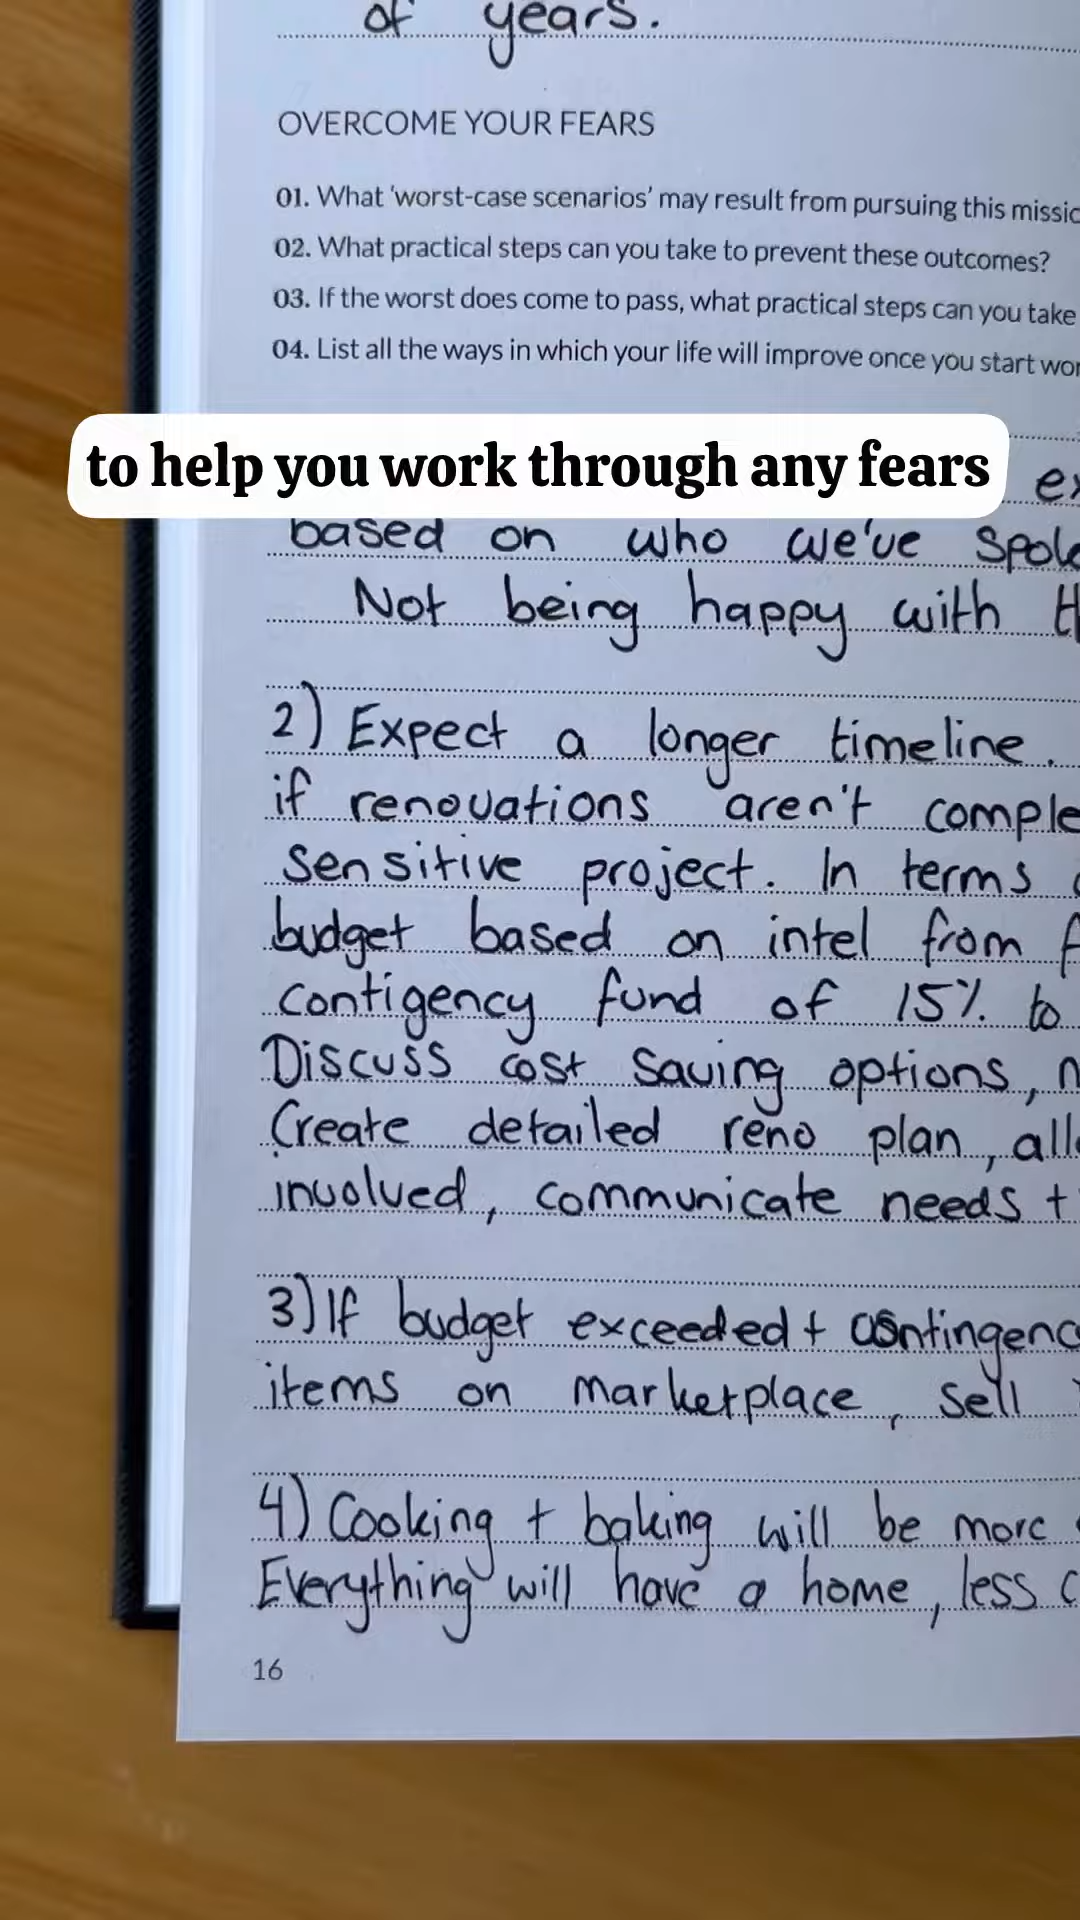 of years.
OVERCOME YOUR FEARS
01. What 'worst-case scenarios' may result from pursuing this
02. What practical steps can you take to prevent these outcomes?
03. If the worst does come to pass, what practical steps can you take
04. List all the ways in which your life will improve once you start
to help you work through any fears
based on who we've
Not being happy with
2) Expect a longer timeline.
if renovations aren't
sensitive project. In terms
budget based on intel from
contigency fund of 15% to
Discuss cost saving options,
Create detailed reno plan,
involved, communicate needs +
3) If budget exceeded +
items on marketplace, sell
4) Cooking + baking will be more
Everything will have a home, less
16